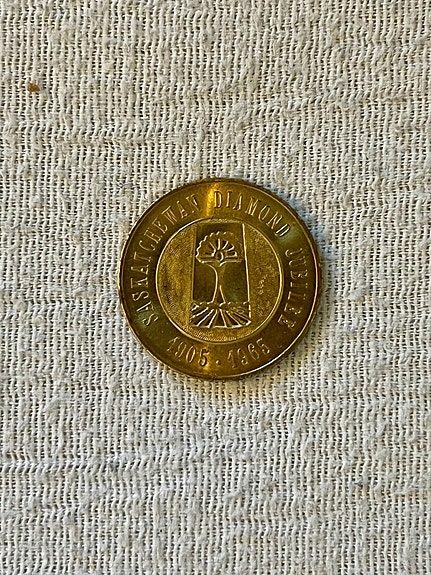 SASKATCHEWAN DIAMOND JUBILEE
1905 · 1965